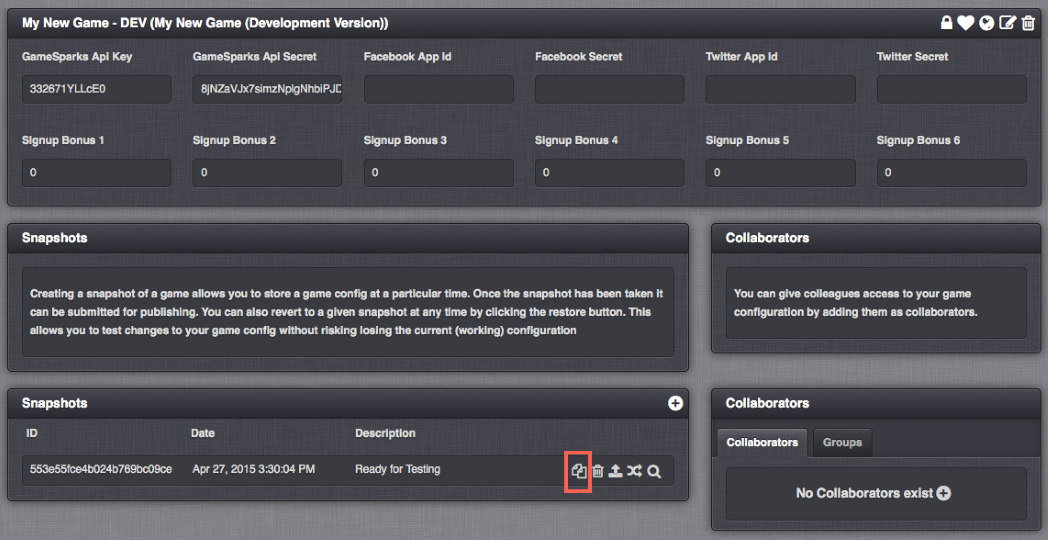 My New Game - DEV (My New Game (Development Version))
GameSparks Api Key GameSparks Api Secret Facebook App Id Facebook Secret Twitter App Id Twitter Secret
332671YLLcE0 8jNZaVJx7simzNplgNhbiPJD
Signup Bonus 1 Signup Bonus 2 Signup Bonus 3 Signup Bonus 4 Signup Bonus 5 Signup Bonus 6
0 0 0 0 0 0
Snapshots
Creating a snapshot of a game allows you to store a game config at a particular time. Once the snapshot has been taken it
can be submitted for publishing. You can also revert to a given snapshot at any time by clicking the restore button. This
allows you to test changes to your game config without risking losing the current (working) configuration
Collaborators
You can give colleagues access to your game
configuration by adding them as collaborators.
Snapshots
ID Date Description
553e55fce4b024b769bc09ce Apr 27, 2015 3:30:04 PM Ready for Testing
Collaborators
Collaborators Groups
No Collaborators exist